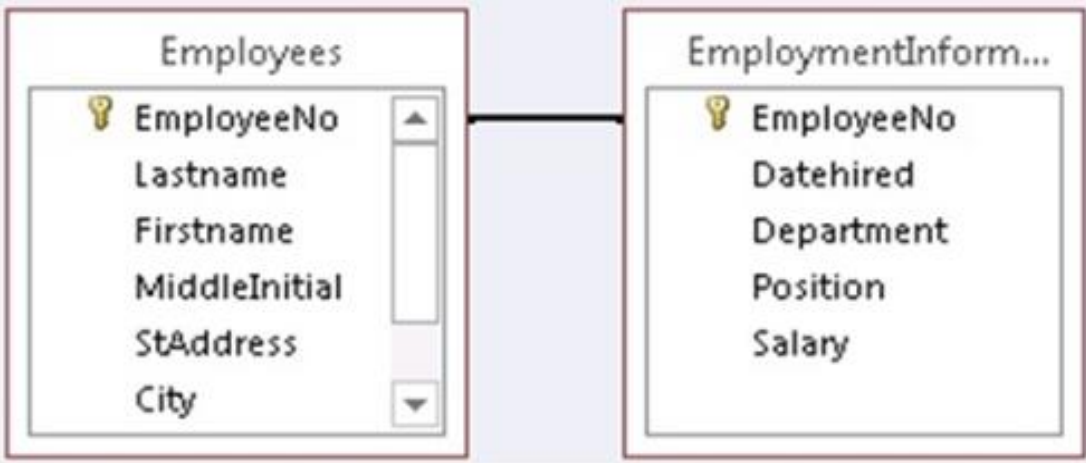 Employees
EmployeeNo
Lastname
Firstname
MiddleInitial
StAddress
City
EmploymentInform...
EmployeeNo
Datehired
Department
Position
Salary